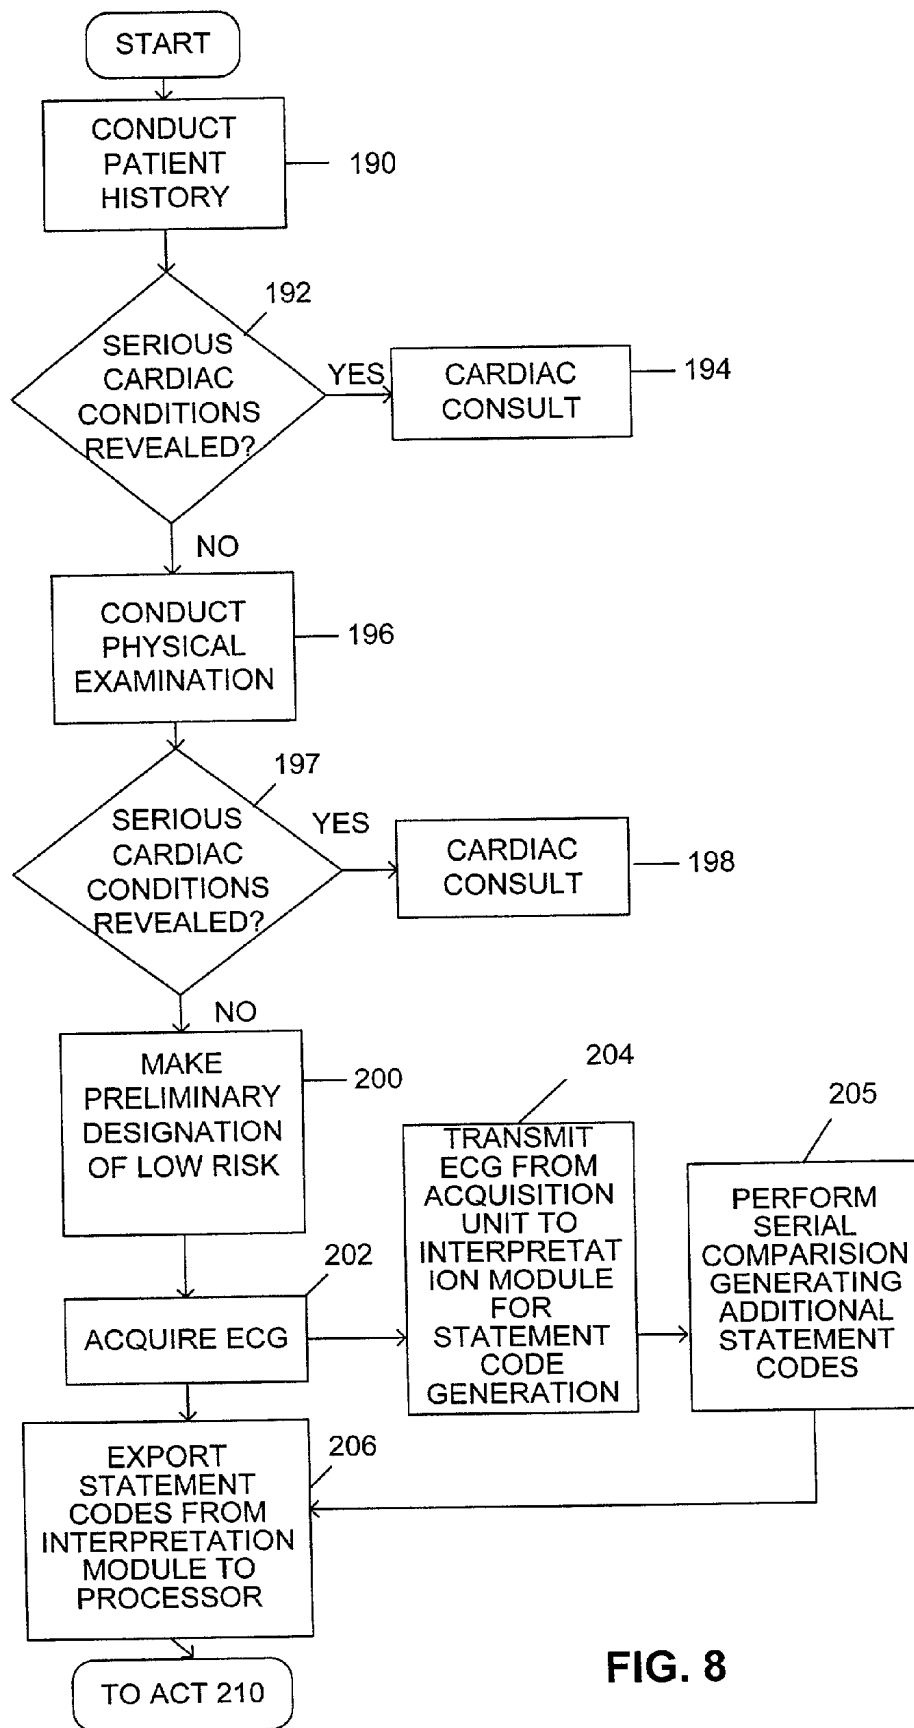 START
CONDUCT
PATIENT
HISTORY
190
192
SERIOUS
CARDIAC
CONDITIONS
REVEALED?
YES
CARDIAC
CONSULT
194
NO
CONDUCT
PHYSICAL
EXAMINATION
196
197
SERIOUS
CARDIAC
CONDITIONS
REVEALED?
YES
CARDIAC
CONSULT
198
NO
MAKE
PRELIMINARY
DESIGNATION
OF LOW RISK
200
202
ACQUIRE ECG
204
TRANSMIT
ECG FROM
ACQUISITION
UNIT TO
INTERPRETAT
ION MODULE
FOR
STATEMENT
CODE
GENERATION
205
PERFORM
SERIAL
COMPARISION
GENERATING
ADDITIONAL
STATEMENT
CODES
206
EXPORT
STATEMENT
CODES FROM
INTERPRETATION
MODULE TO
PROCESSOR
TO ACT 210
FIG. 8